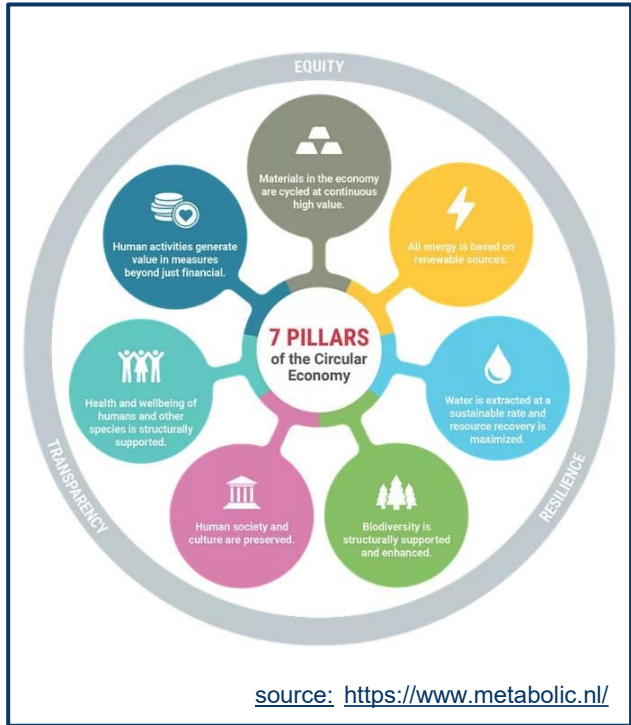 EQUITY
Materials in the economy
are cycled at continuous
high value.
All energy is based on
renewable sources.
Water is extracted at a
sustainable rate and
resource recovery is
maximized.
Biodiversity is
structurally supported
and enhanced.
Human society and
culture are preserved.
Health and wellbeing of
humans and other
species is structurally
supported.
Human activities generate
value in measures
beyond just financial.
7 PILLARS
of the Circular
Economy
RESILIENCE
TRANSPARENCY
source: https://www.metabolic.nl/